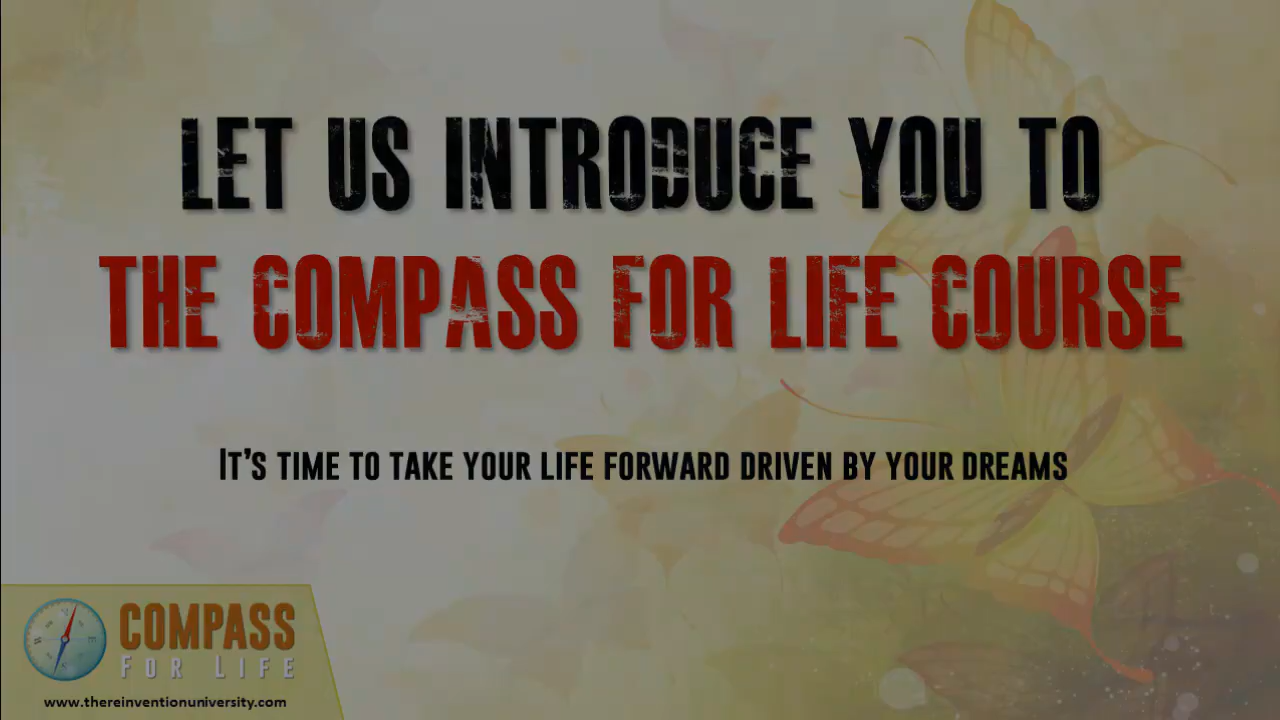 LET US INTRODUCE YOU TO
THE COMPASS FOR LIFE COURSE
IT'S TIME TO TAKE YOUR LIFE FORWARD DRIVEN BY YOUR DREAMS
COMPASS
FOR LIFE
www.thereinventionuniversity.com